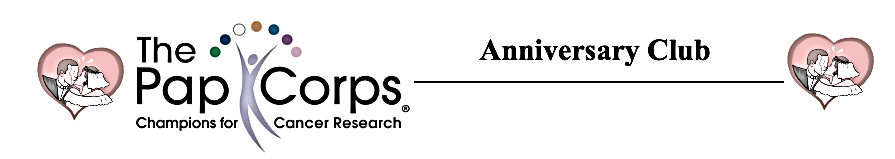 The
Pap Corps®
Champions for Cancer Research
Anniversary Club